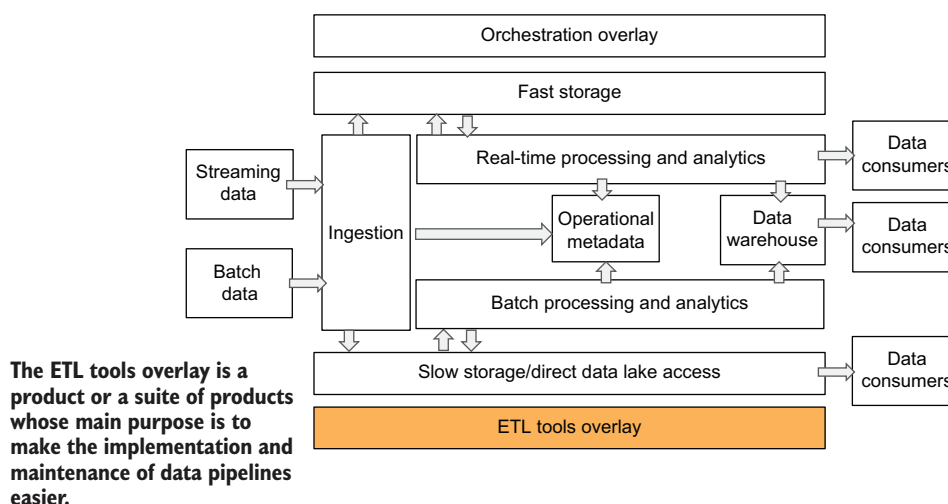 Orchestration overlay
Fast storage
Real-time processing and analytics
Data
consumers
Streaming
data
Ingestion
Operational
metadata
Data
warehouse
Data
consumers
Batch
data
Batch processing and analytics
Slow storage/direct data lake access
Data
consumers
ETL tools overlay
The ETL tools overlay is a
product or a suite of products
whose main purpose is to
make the implementation and
maintenance of data pipelines
easier.